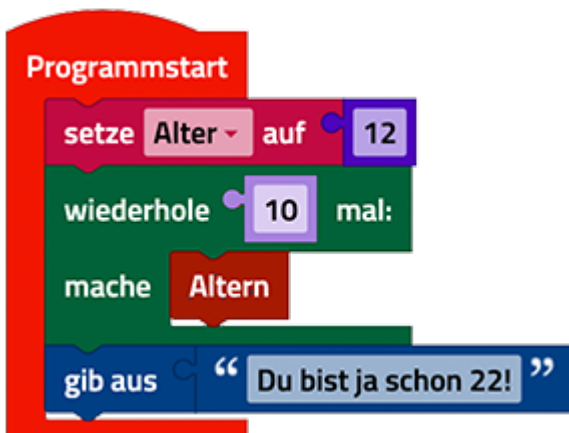 Programmstart
setze Alter auf 12
wiederhole 10 mal:
mache Altern
gib aus “ Du bist ja schon 22! ”